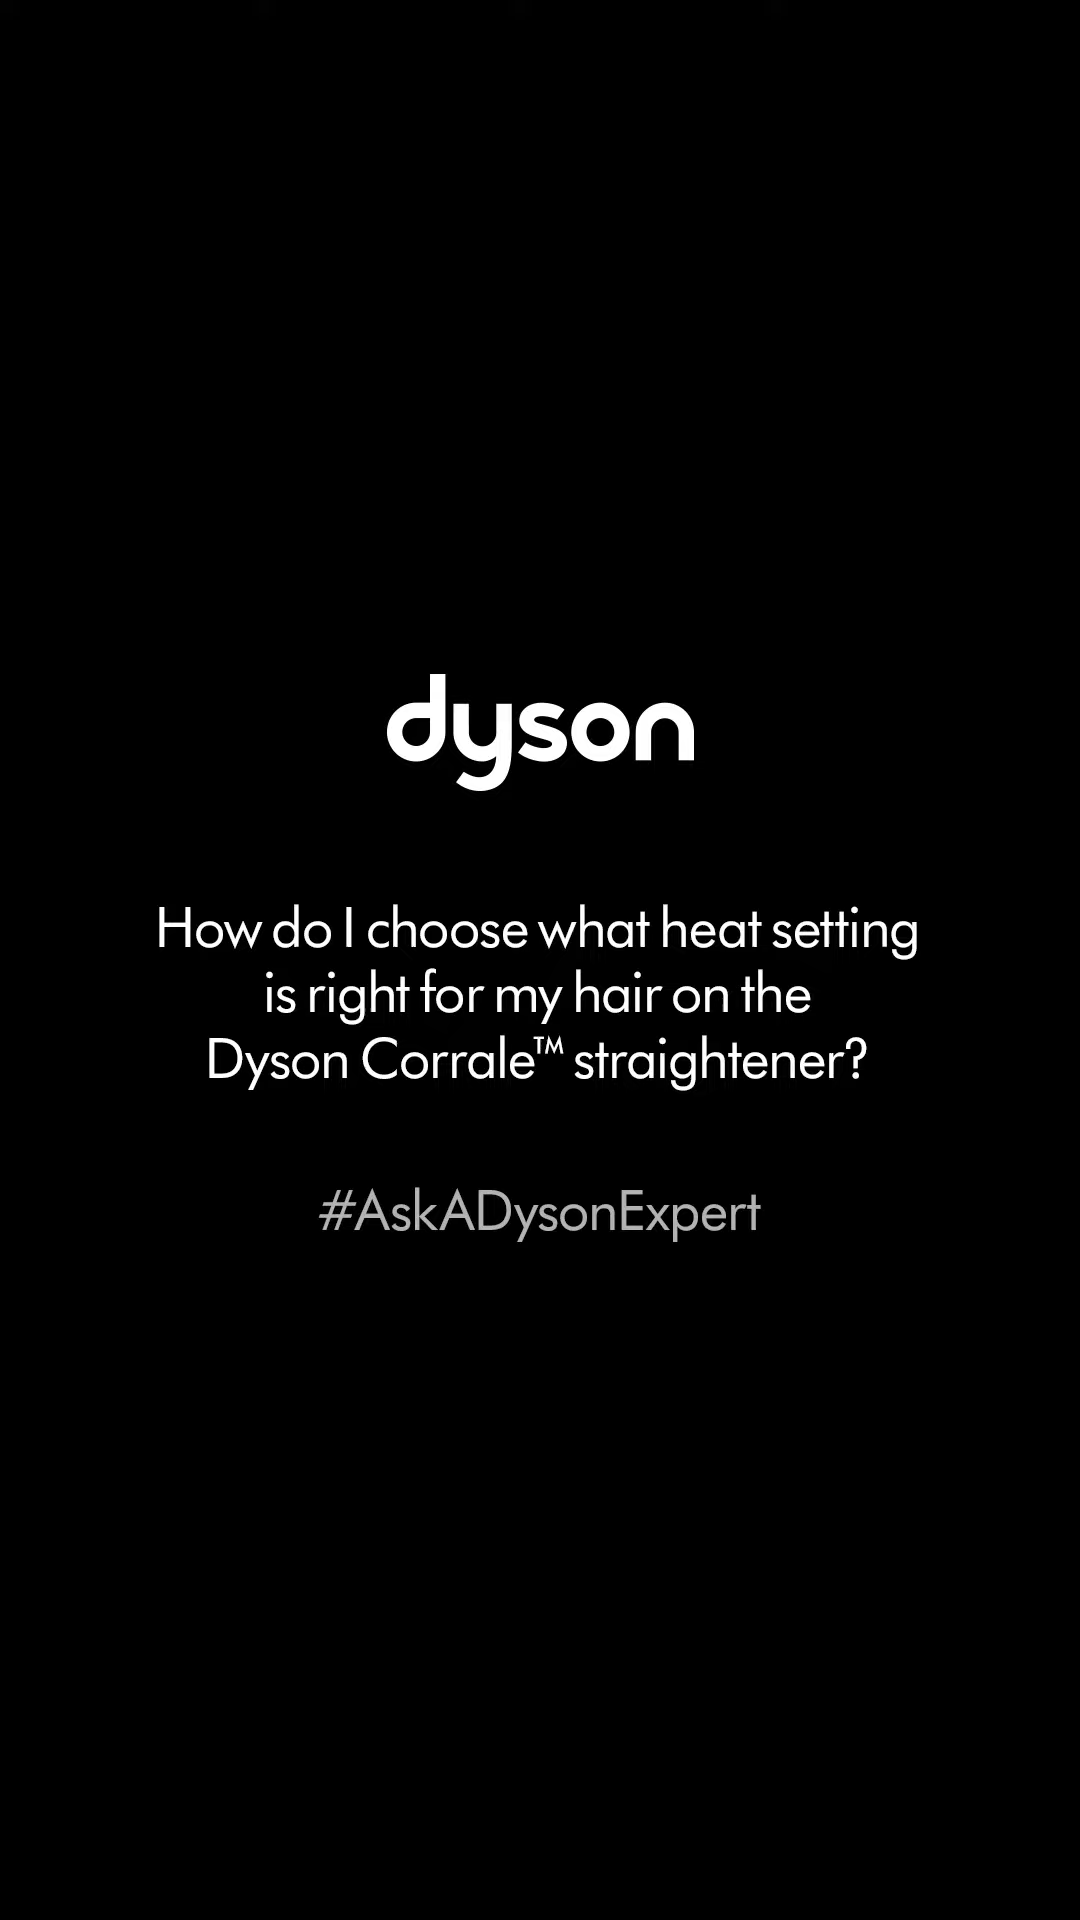 dyson
How do I choose what heat setting
is right for my hair on the
Dyson Corrale™ straightener?
#AskADysonExpert